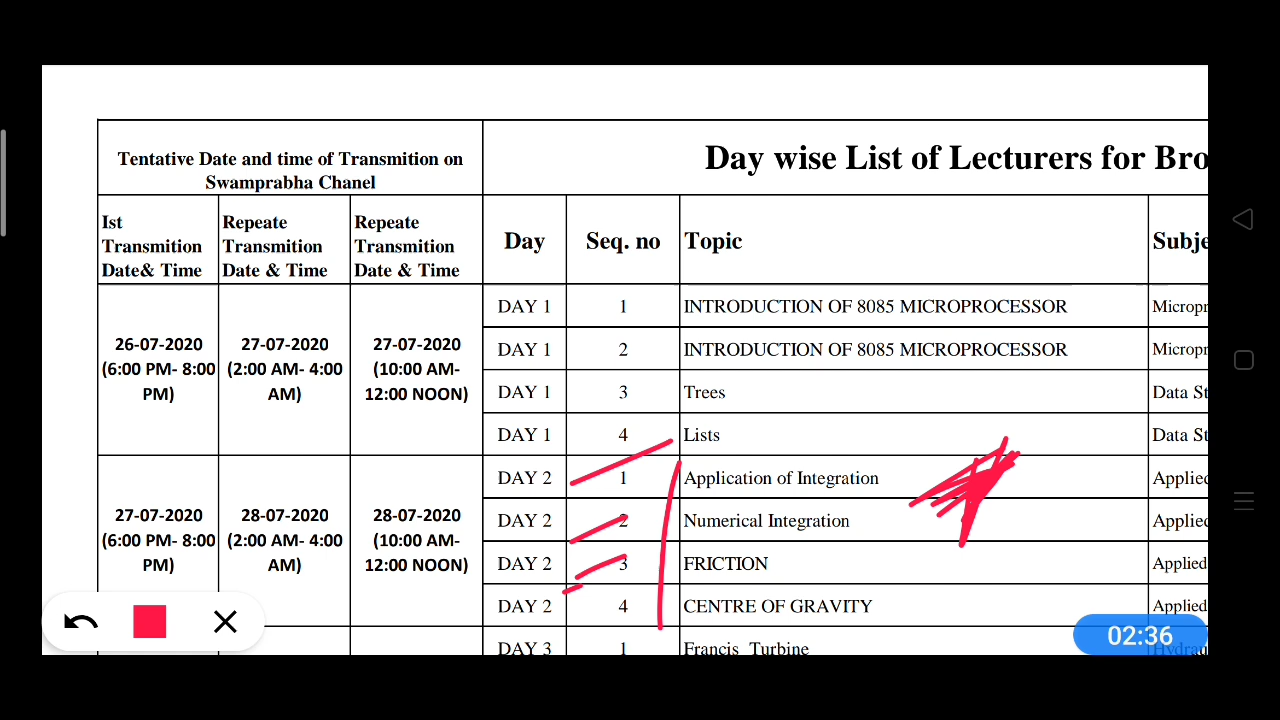 Tentative Date and time of Transmition on
Swamprabha Chanel
Day wise List of Lecturers for Bro
Ist
Transmition
Date& Time
Repeate
Transmition
Date & Time
Repeate
Transmition
Date & Time
Day
Seq. no
Topic
Subje
26-07-2020
(6:00 PM- 8:00
PM)
27-07-2020
(2:00 AM- 4:00
AM)
27-07-2020
(10:00 AM-
12:00 NOON)
DAY 1 1 INTRODUCTION OF 8085 MICROPROCESSOR Micropr
DAY 1 2 INTRODUCTION OF 8085 MICROPROCESSOR Micropr
DAY 1 3 Trees Data St
DAY 1 4 Lists Data St
27-07-2020
(6:00 PM- 8:00
PM)
28-07-2020
(2:00 AM- 4:00
AM)
28-07-2020
(10:00 AM-
12:00 NOON)
DAY 2 1 Application of Integration Applied
DAY 2 2 Numerical Integration Applied
DAY 2 3 FRICTION Applied
DAY 2 4 CENTRE OF GRAVITY Applied
DAY 3 1 Francis Turbine Hydrau
02:36